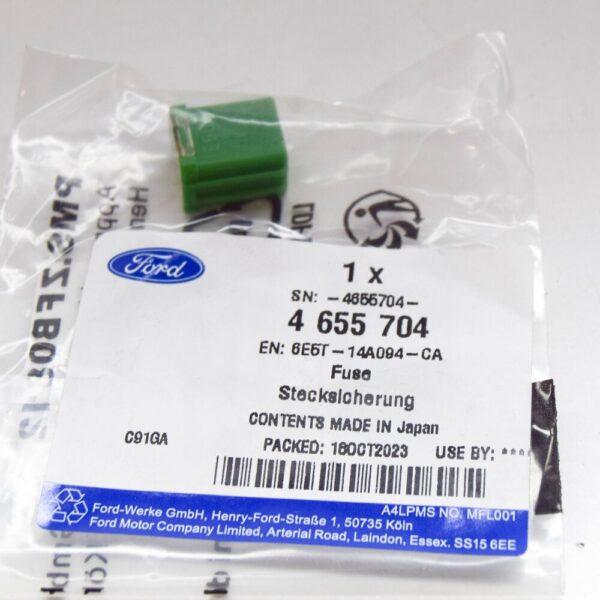 Ford
1 x
SN: -4655704-
4 655 704
EN: 6E5T-14A094-CA
Fuse
Stecksicherung
CONTENTS MADE IN Japan
C91GA
PACKED: 18OCT2023 USE BY: ****
A4LPMS NO. MFL001
Ford-Werke GmbH, Henry-Ford-Straße 1, 50735 Köln
Ford Motor Company Limited, Arterial Road, Laindon, Essex. SS15 6EE